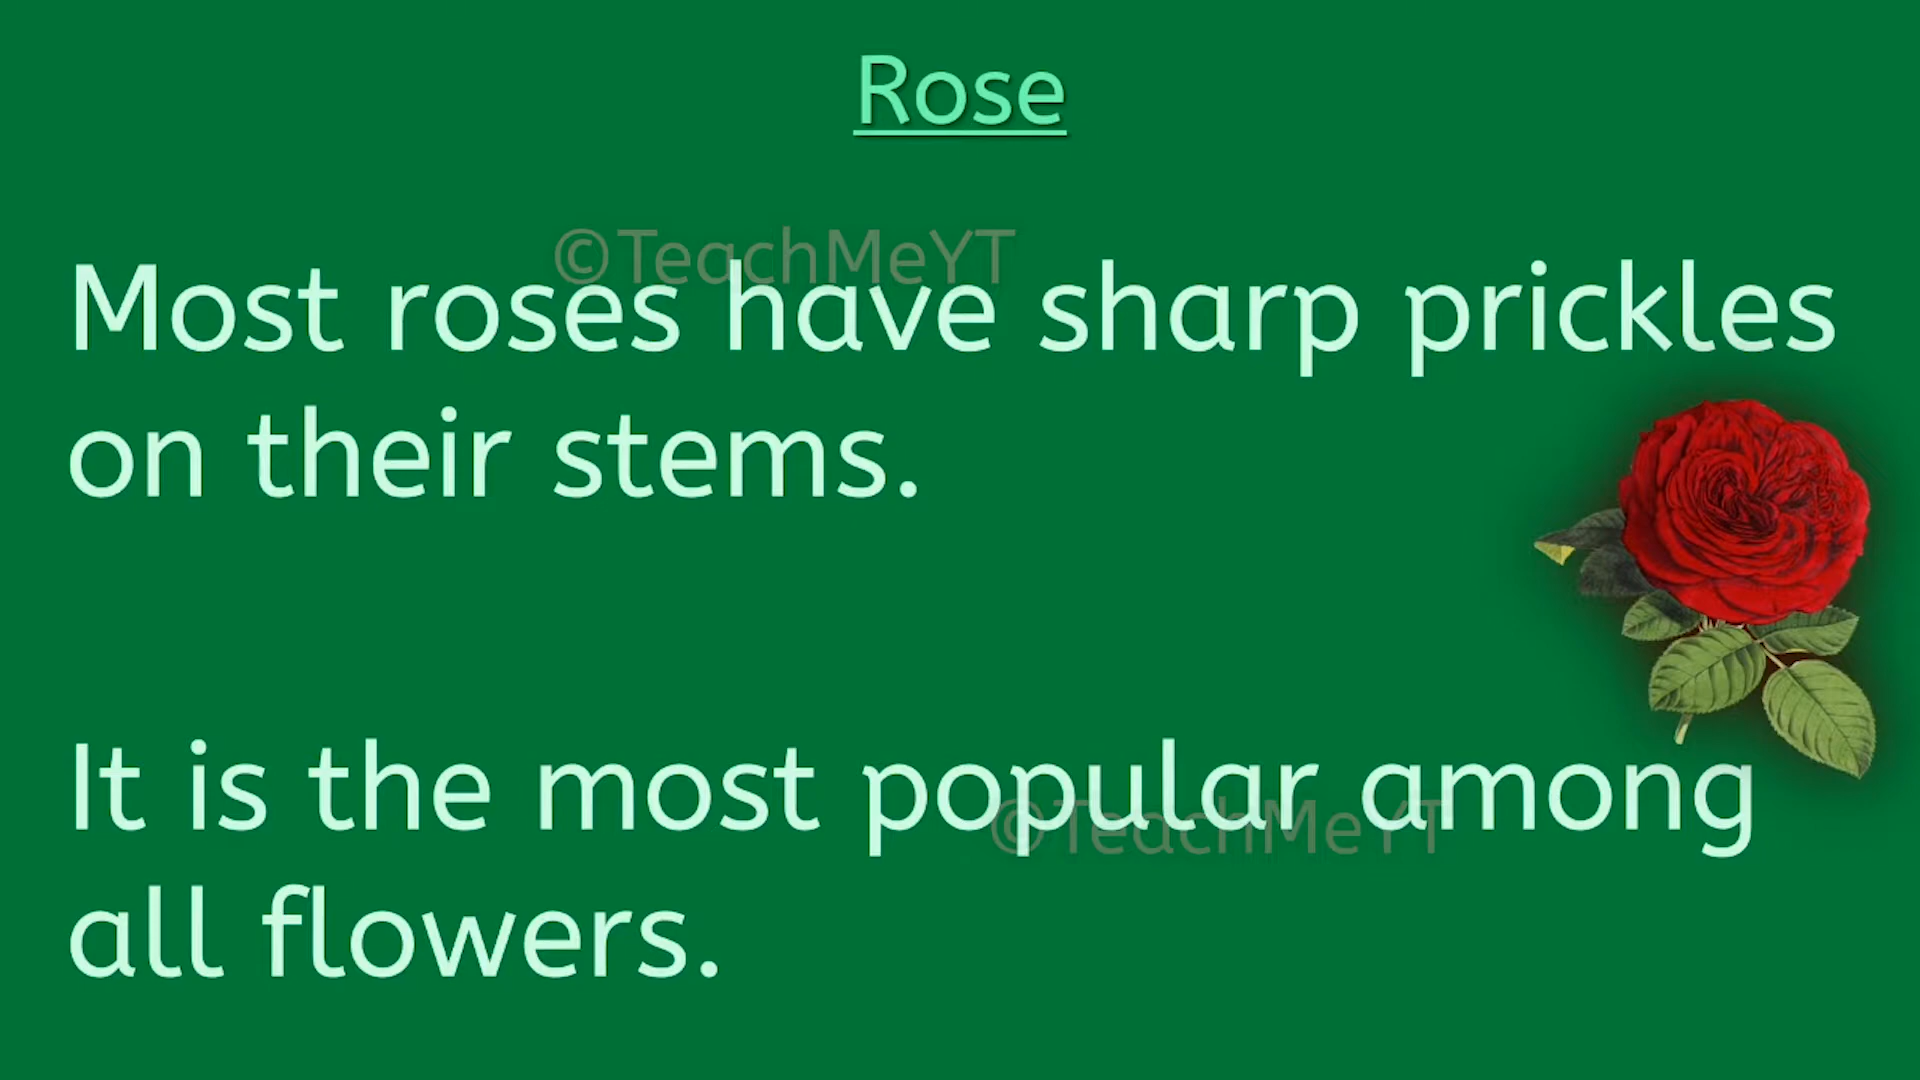 Rose
©TeachMeYT
Most roses have sharp prickles
on their stems.
It is the most popular among
©TeachMeYT
all flowers.